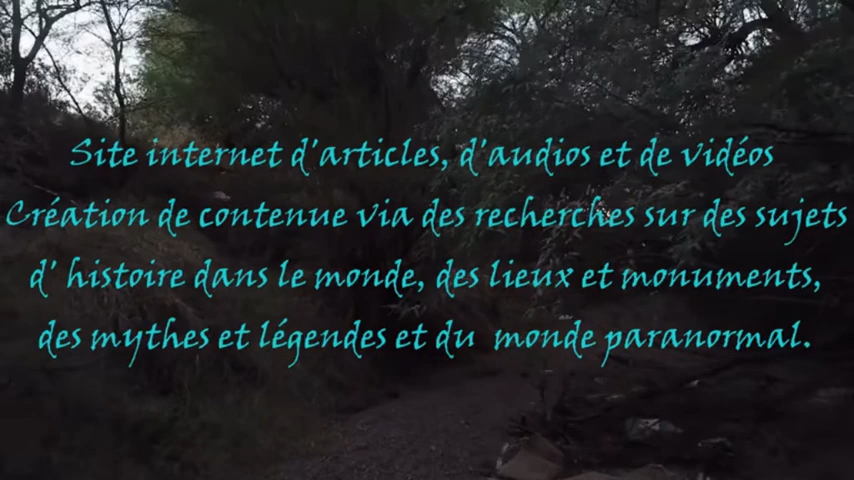 Site internet d'articles, d'audios et de vidéos
Création de contenue via des recherches sur des sujets
d' histoire dans le monde, des lieux et monuments,
des mythes et légendes et du monde paranormal.